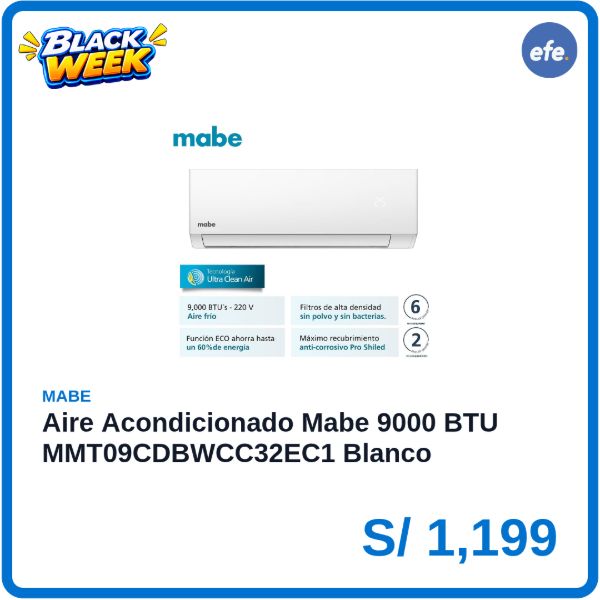 BLACK
WEEK
efe.
mabe
mabe
Tecnología
Ultra Clean Air
9,000 BTU's - 220 V
Aire frío
Filtros de alta densidad
sin polvo y sin bacterias.
6
Función ECO ahorra hasta
un 60% de energía
Máximo recubrimiento
anti-corrosivo Pro Shiled
2
MABE
Aire Acondicionado Mabe 9000 BTU
MMT09CDBWCC32EC1 Blanco
S/ 1,199